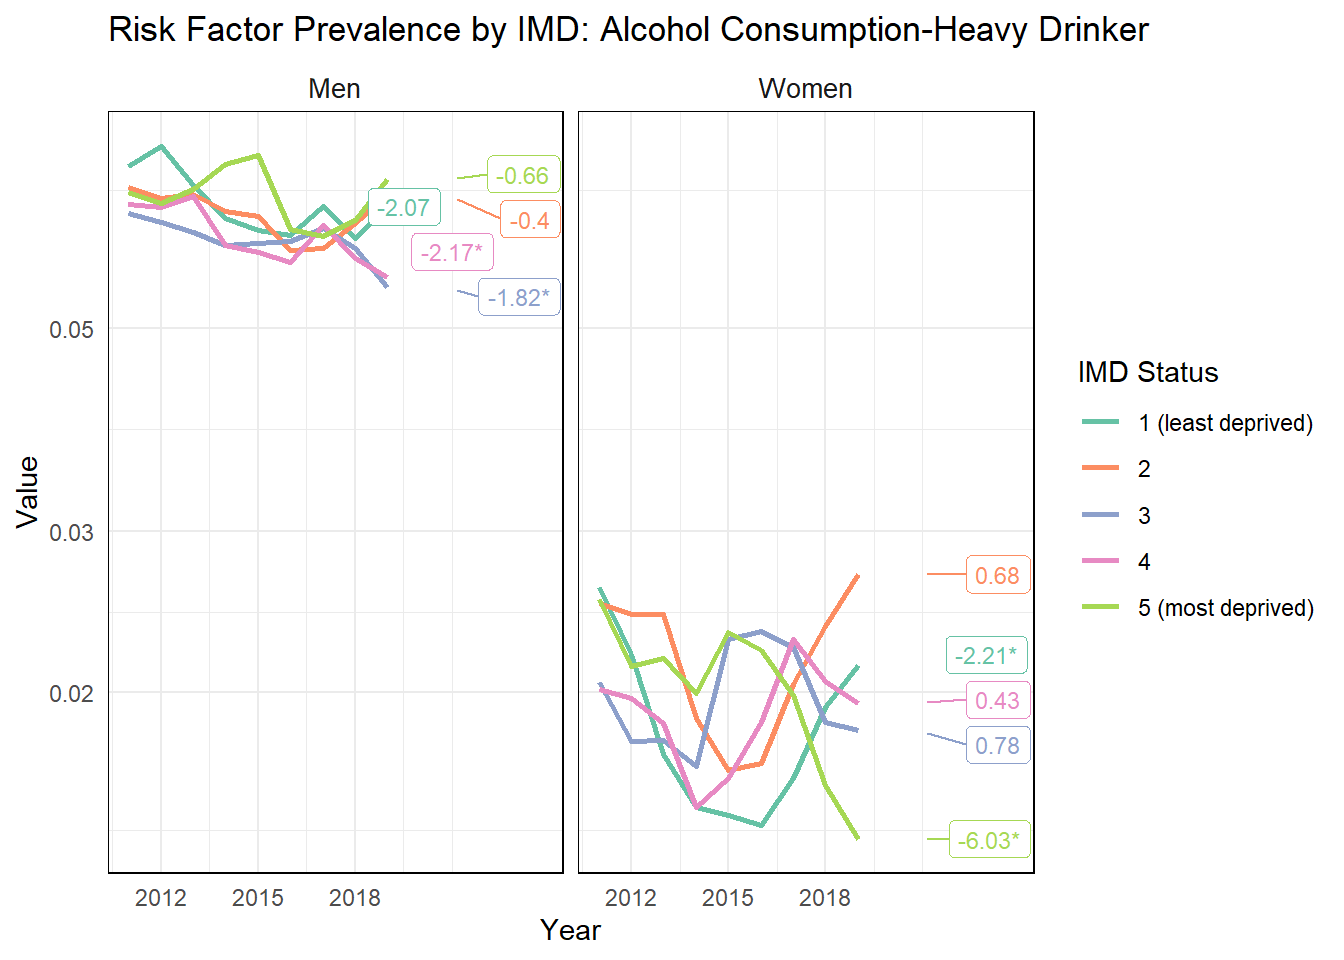 Risk Factor Prevalence by IMD: Alcohol Consumption-Heavy Drinker
Men
Women
-0.66
-2.07
-0.4
-2.17*
-1.82*
0.68
-2.21*
0.43
0.78
-6.03*
0.05
0.03
0.02
Value
2012
2015
2018
2012
2015
2018
Year
IMD Status
1 (least deprived)
2
3
4
5 (most deprived)